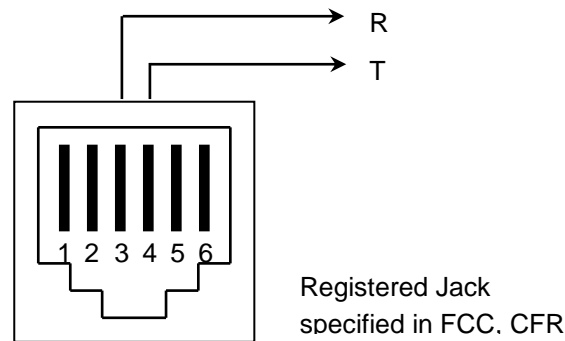 R
T
1 2 3 4 5 6
Registered Jack
specified in FCC, CFR